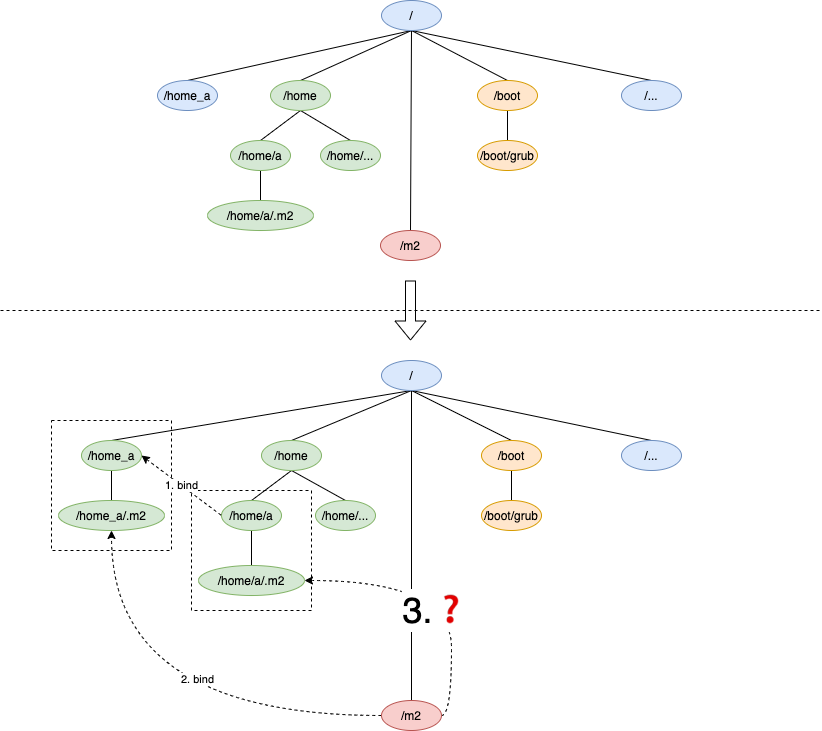 /
/home_a
/home
/boot
/...
/home/a
/home/...
/boot/grub
/home/a/.m2
/m2
/
/home_a
/home
/boot
/...
1. bind
/home_a/.m2
/home/a
/home/...
/boot/grub
/home/a/.m2
3. ?
2. bind
/m2